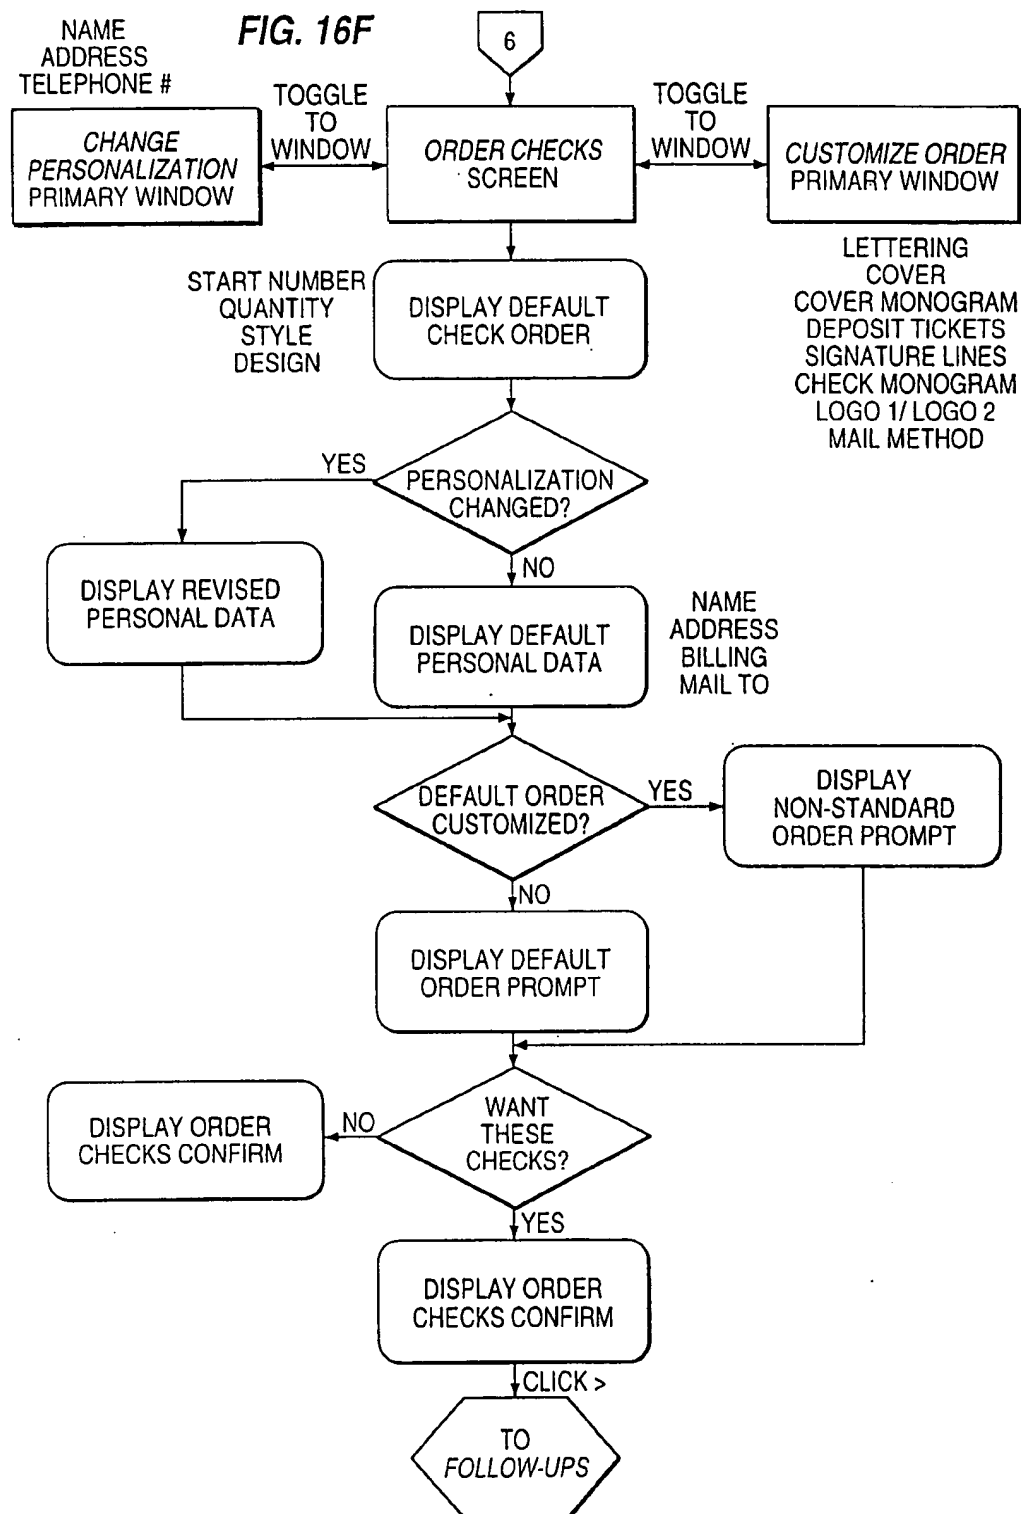 FIG. 16F
6
NAME
ADDRESS
TELEPHONE #
CHANGE
PERSONALIZATION
PRIMARY WINDOW
TOGGLE
TO
WINDOW
ORDER CHECKS
SCREEN
TOGGLE
TO
WINDOW
CUSTOMIZE ORDER
PRIMARY WINDOW
LETTERING
COVER
COVER MONOGRAM
DEPOSIT TICKETS
SIGNATURE LINES
CHECK MONOGRAM
LOGO 1/ LOGO 2
MAIL METHOD
START NUMBER
QUANTITY
STYLE
DESIGN
DISPLAY DEFAULT
CHECK ORDER
PERSONALIZATION
CHANGED?
YES
DISPLAY REVISED
PERSONAL DATA
NO
DISPLAY DEFAULT
PERSONAL DATA
NAME
ADDRESS
BILLING
MAIL TO
DEFAULT ORDER
CUSTOMIZED?
YES
DISPLAY
NON-STANDARD
ORDER PROMPT
NO
DISPLAY DEFAULT
ORDER PROMPT
WANT
THESE
CHECKS?
NO
DISPLAY ORDER
CHECKS CONFIRM
YES
DISPLAY ORDER
CHECKS CONFIRM
CLICK >
TO
FOLLOW-UPS